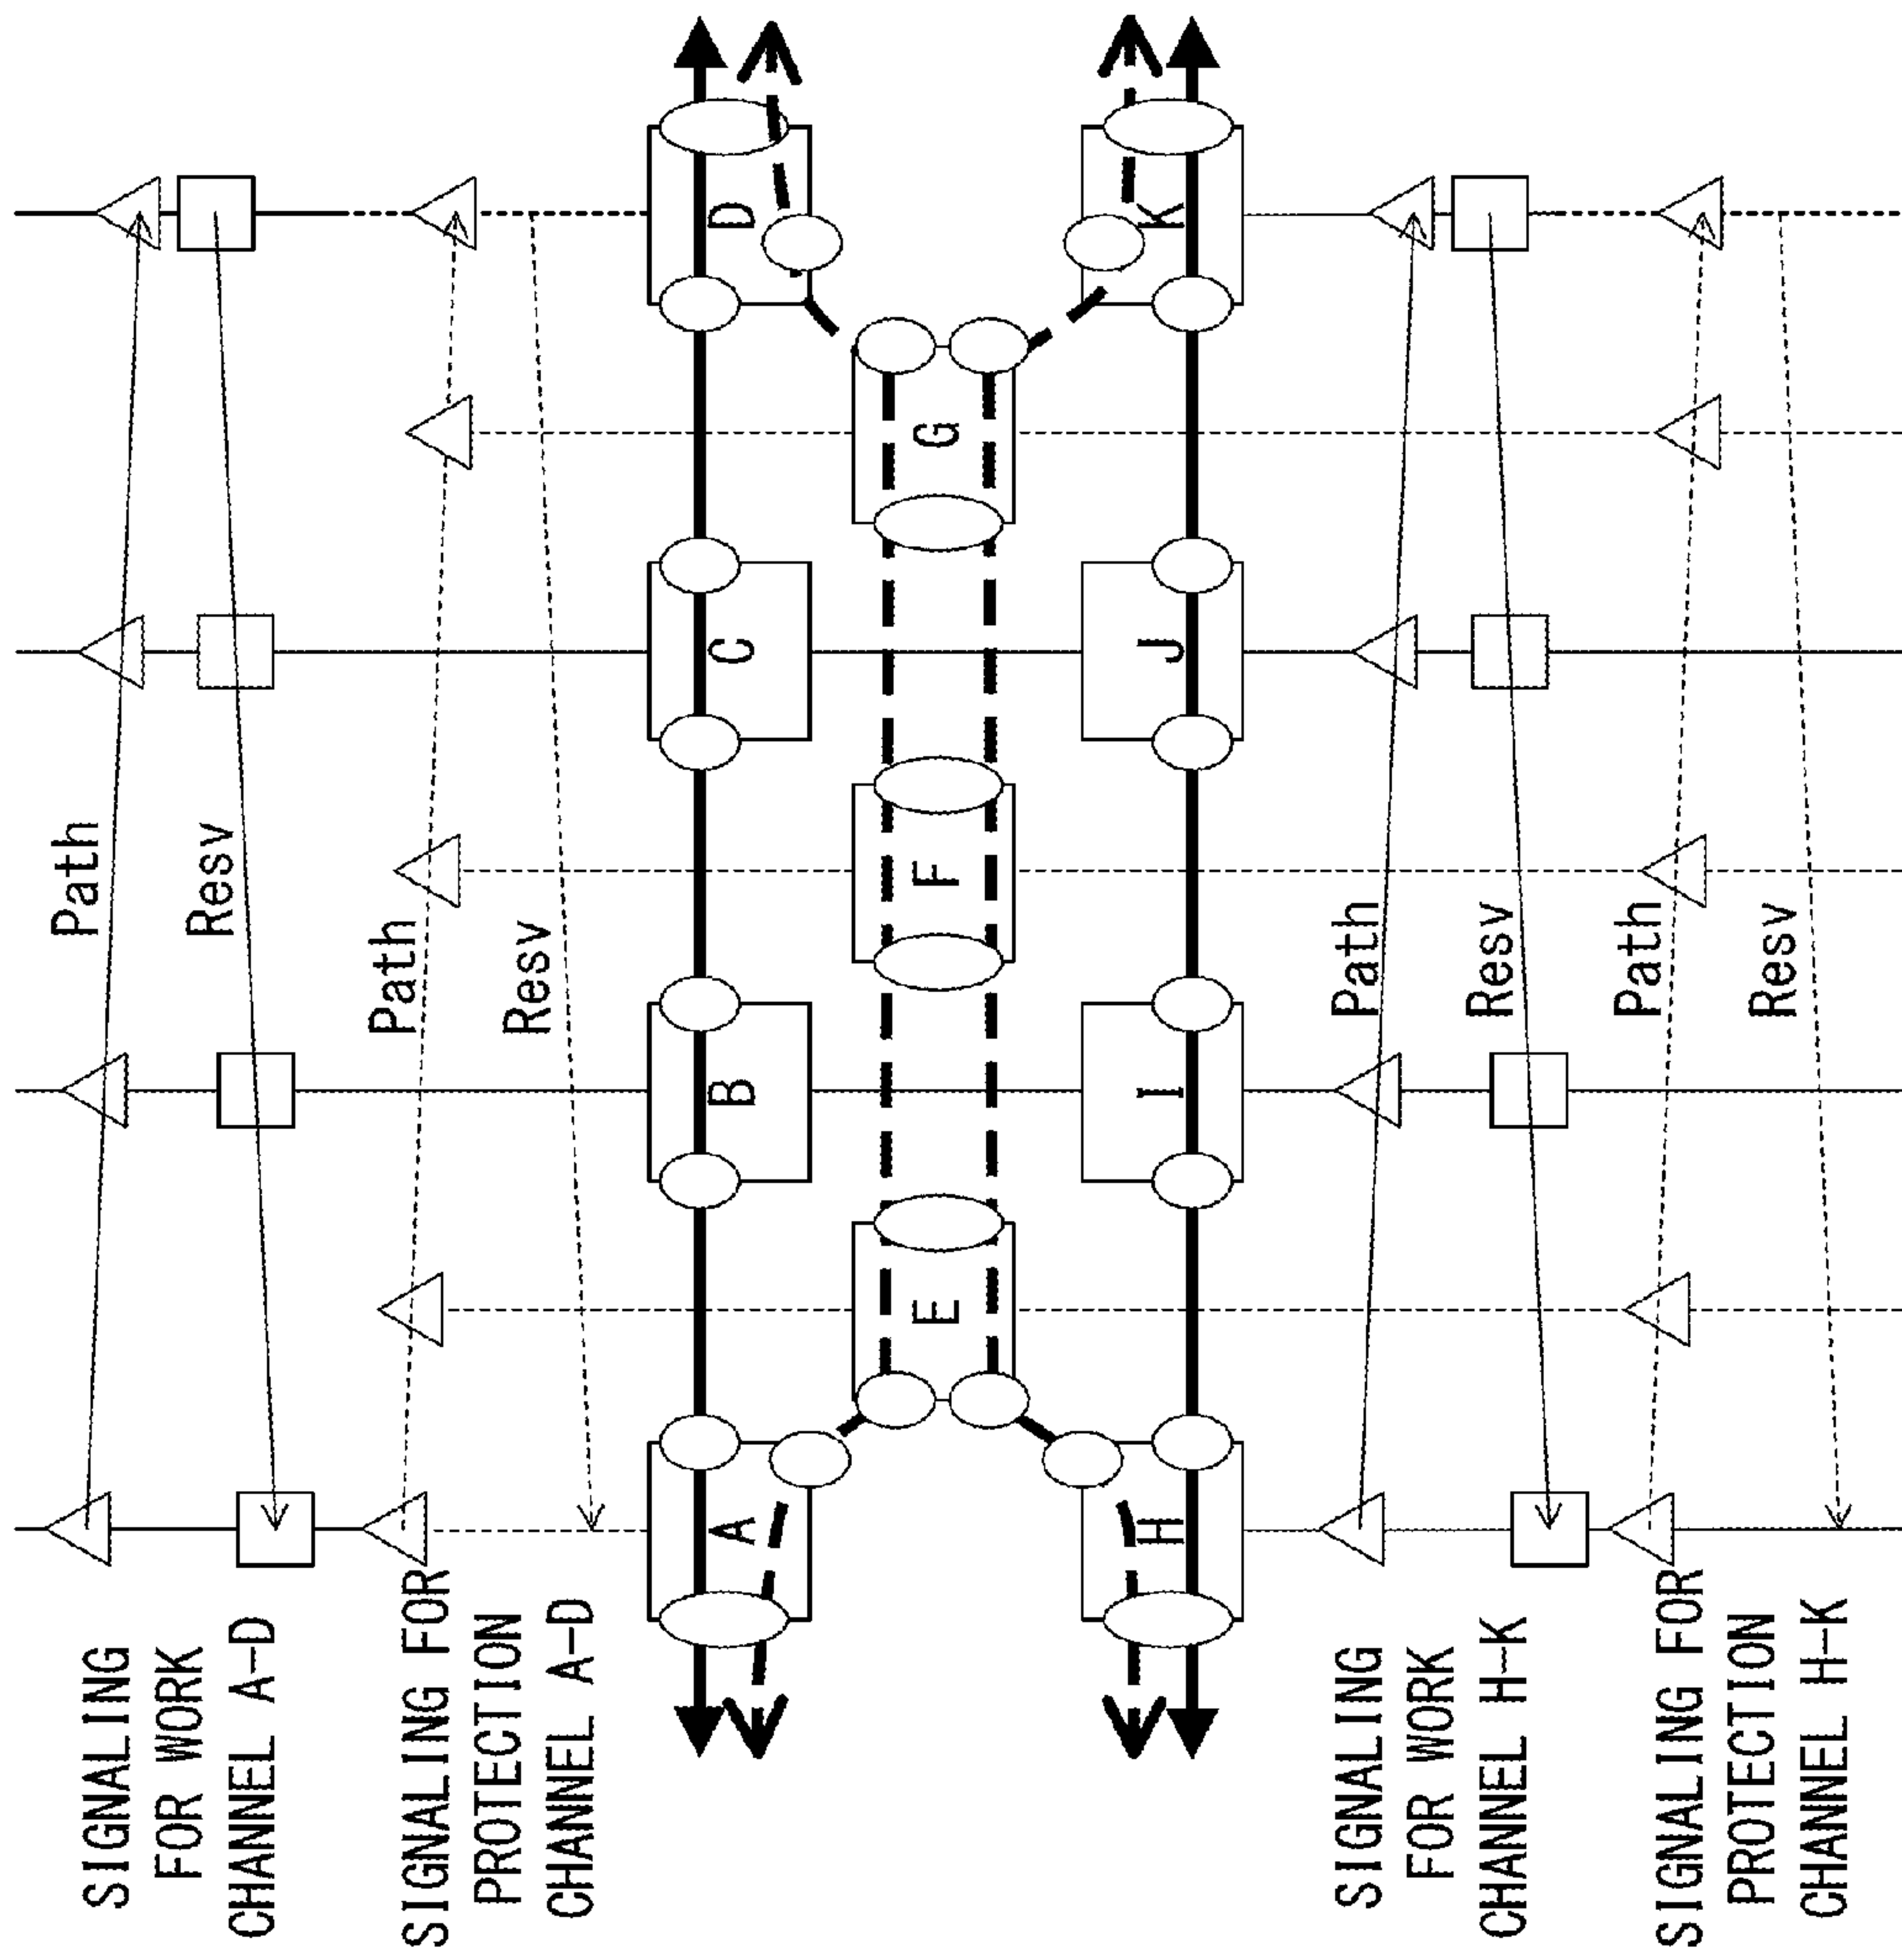 SIGNALING
FOR WORK
CHANNEL A-D
Path
Resv
SIGNALING FOR
PROTECTION
CHANNEL A-D
Path
Resv
A
B
C
D
E
F
G
H
I
J
K
SIGNALING
FOR WORK
CHANNEL H-K
Path
Resv
SIGNALING FOR
PROTECTION
CHANNEL H-K
Path
Resv